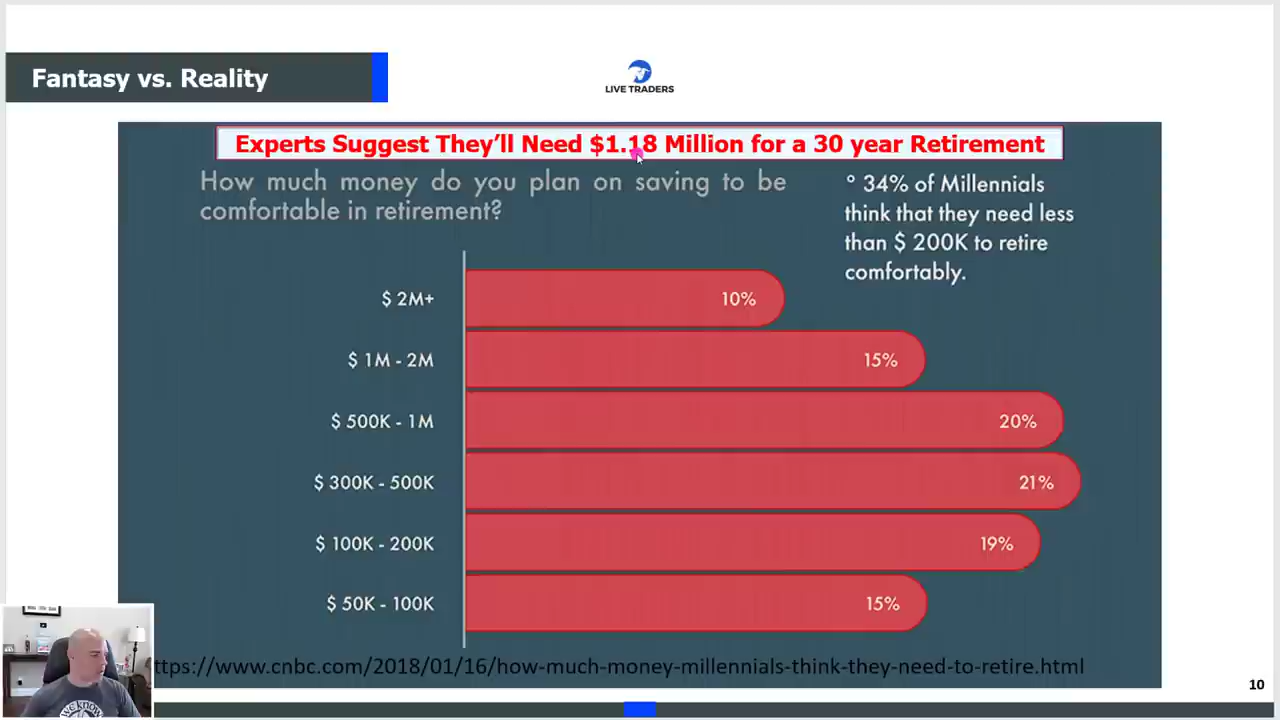 Fantasy vs. Reality
LIVE TRADERS
Experts Suggest They'll Need $1.18 Million for a 30 year Retirement
How much money do you plan on saving to be
comfortable in retirement?
° 34% of Millennials
think that they need less
than $ 200K to retire
comfortably.
$ 2M+ 10%
$ 1M - 2M 15%
$ 500K - 1M 20%
$ 300K - 500K 21%
$ 100K - 200K 19%
$ 50K - 100K 15%
ttps://www.cnbc.com/2018/01/16/how-much-money-millennials-think-they-need-to-retire.html
10